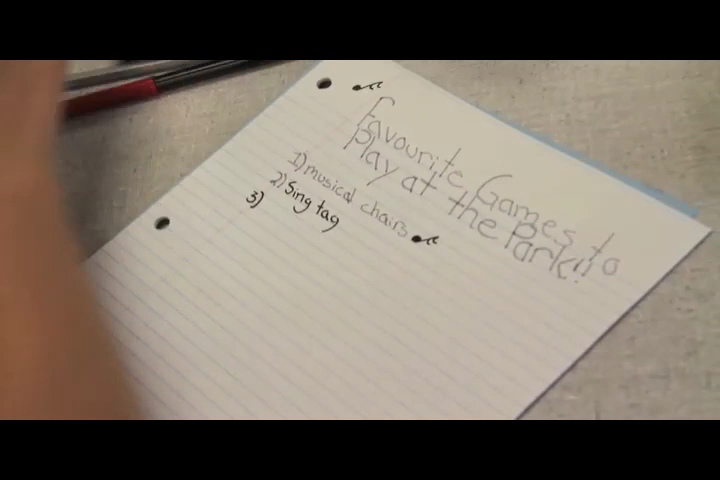 Favourite Games to
Play at the Park!!
1) musical chairs
2) Sing tag
3)